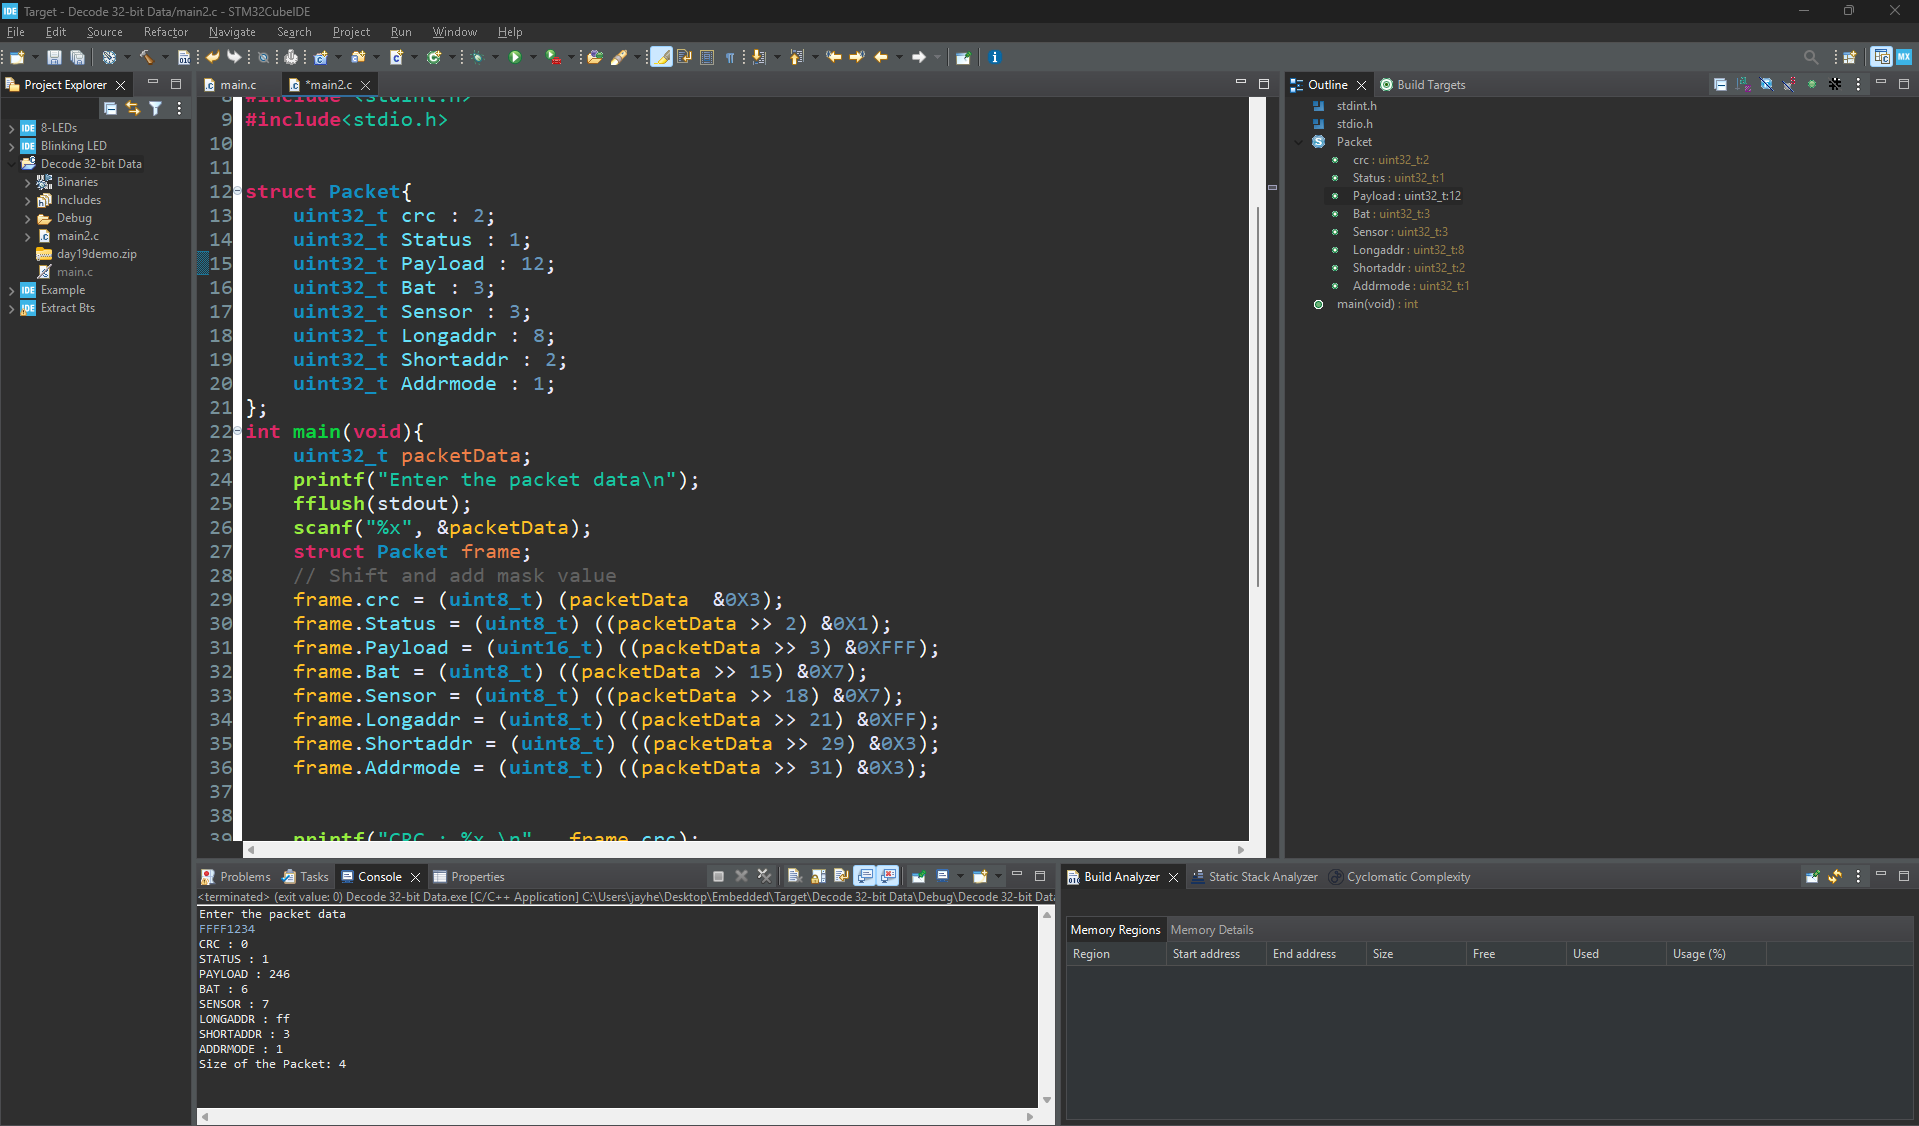 IDE Target - Decode 32-bit Data/main2.c - STM32CubeIDE
File Edit Source Refactor Navigate Search Project Run Window Help
Project Explorer
8-LEDs
Blinking LED
Decode 32-bit Data
Binaries
Includes
Debug
main2.c
day19demo.zip
main.c
Example
Extract Bts
main.c *main2.c
8 #include <stdint.h>
9 #include<stdio.h>
10
11
12 struct Packet{
13 uint32_t crc : 2;
14 uint32_t Status : 1;
15 uint32_t Payload : 12;
16 uint32_t Bat : 3;
17 uint32_t Sensor : 3;
18 uint32_t Longaddr : 8;
19 uint32_t Shortaddr : 2;
20 uint32_t Addrmode : 1;
21 };
22 int main(void){
23 uint32_t packetData;
24 printf("Enter the packet data\n");
25 fflush(stdout);
26 scanf("%x", &packetData);
27 struct Packet frame;
28 // Shift and add mask value
29 frame.crc = (uint8_t) (packetData  &0X3);
30 frame.Status = (uint8_t) ((packetData >> 2) &0X1);
31 frame.Payload = (uint16_t) ((packetData >> 3) &0XFFF);
32 frame.Bat = (uint8_t) ((packetData >> 15) &0X7);
33 frame.Sensor = (uint8_t) ((packetData >> 18) &0X7);
34 frame.Longaddr = (uint8_t) ((packetData >> 21) &0XFF);
35 frame.Shortaddr = (uint8_t) ((packetData >> 29) &0X3);
36 frame.Addrmode = (uint8_t) ((packetData >> 31) &0X3);
37
38
39 printf("CRC : %x \n" , frame.crc);
Outline Build Targets
stdint.h
stdio.h
Packet
crc : uint32_t:2
Status : uint32_t:1
Payload : uint32_t:12
Bat : uint32_t:3
Sensor : uint32_t:3
Longaddr : uint32_t:8
Shortaddr : uint32_t:2
Addrmode : uint32_t:1
main(void) : int
Problems Tasks Console Properties
<terminated> (exit value: 0) Decode 32-bit Data.exe [C/C++ Application] C:\Users\jayhe\Desktop\Embedded\Target\Decode 32-bit Data\Debug\Decode 32-bit Data
Enter the packet data
FFFF1234
CRC : 0
STATUS : 1
PAYLOAD : 246
BAT : 6
SENSOR : 7
LONGADDR : ff
SHORTADDR : 3
ADDRMODE : 1
Size of the Packet: 4
Build Analyzer Static Stack Analyzer Cyclomatic Complexity
Memory Regions Memory Details
Region Start address End address Size Free Used Usage (%)